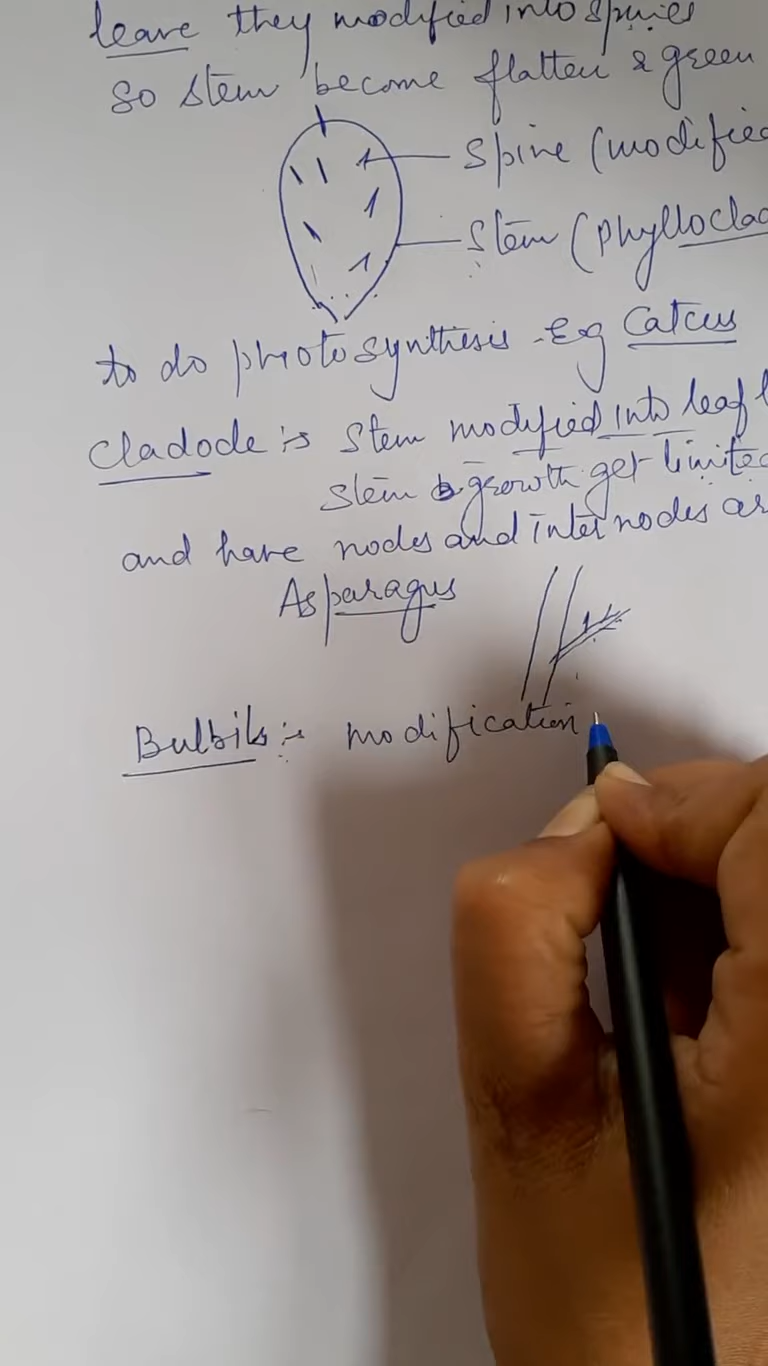 leave they modified into spines
so stem become flatten & green
Spine (modified
Stem (phylloclad
to do photosynthesis - Eg Catcus
Cladode is stem modified into leaf l
stem growth get limited
and have nodes and internodes are
Asparagus
Bulbils :- modification